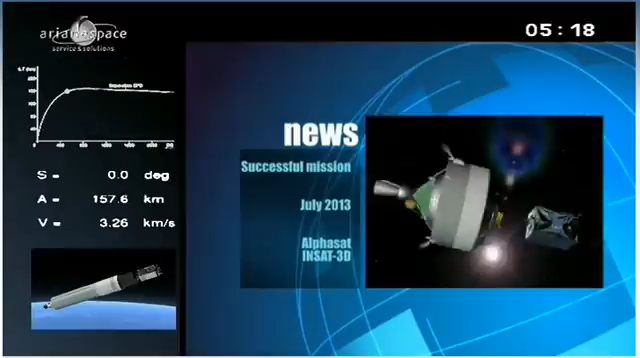 arianespace
service & solutions
05:18
news
Successful mission
July 2013
Alphasat
INSAT-3D
S = 0.0 deg
A = 157.6 km
V = 3.26 km/s